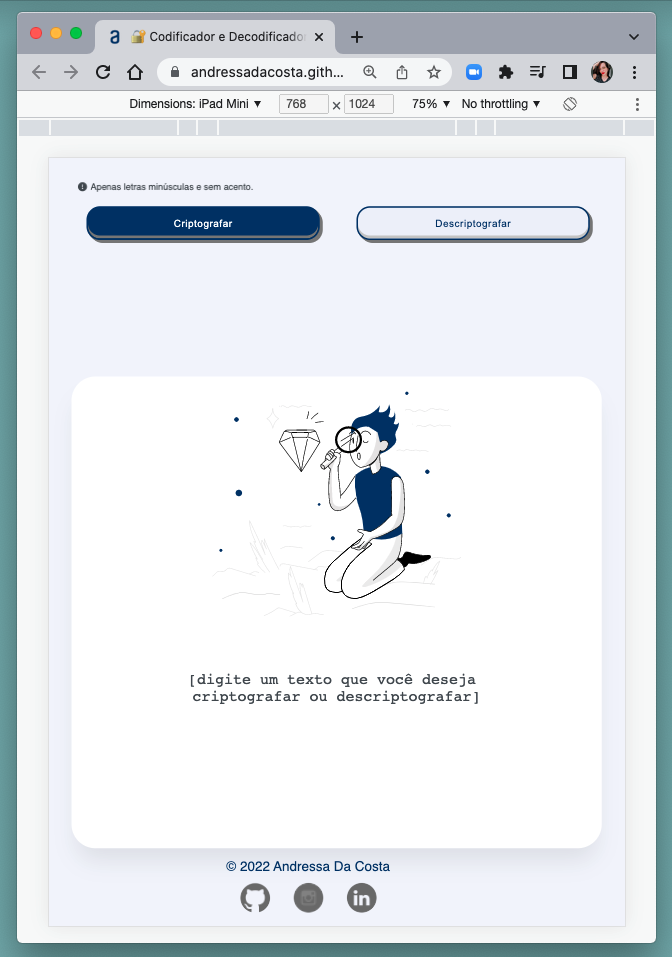 a
Codificador e Decodificador
andressadacosta.gith...
Dimensions: iPad Mini ▼
768 × 1024
75% ▼
No throttling ▼
Apenas letras minúsculas e sem acento.
Criptografar
Descriptografar
[digite um texto que você deseja
criptografar ou descriptografar]
© 2022 Andressa Da Costa
in